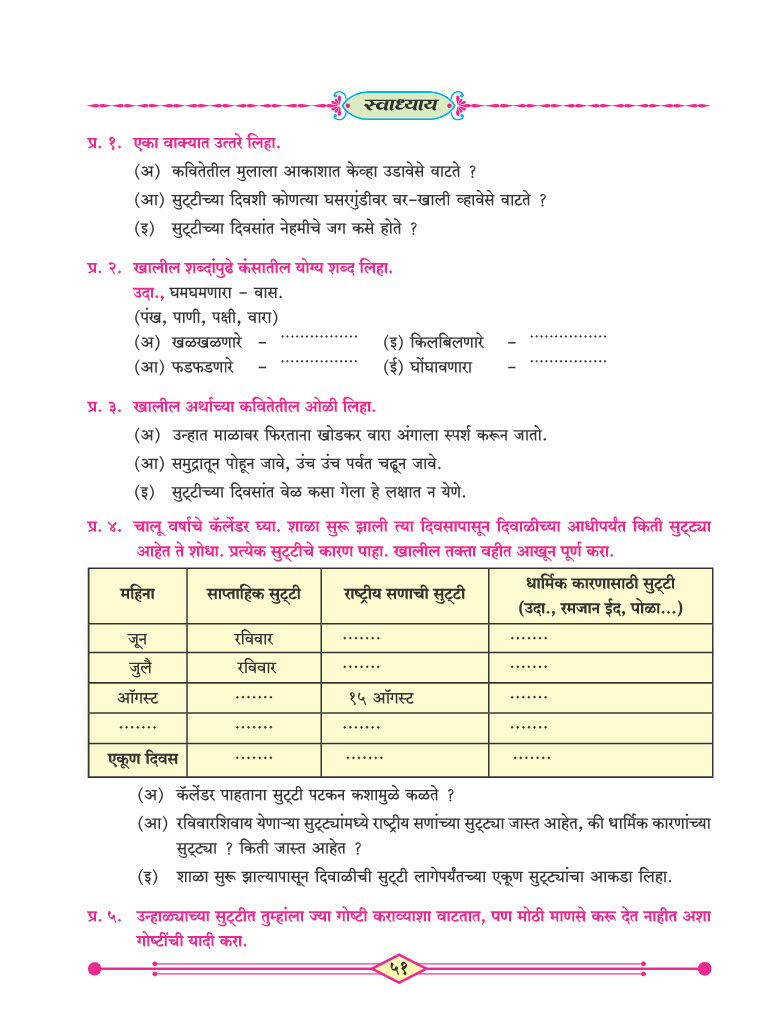 स्वाध्याय
प्र. १. एका वाक्यात उत्तरे लिहा.
(अ) कवितेतील मुलाला आकाशात केव्हा उडावेसे वाटते ?
(आ) सुट्टीच्या दिवशी कोणत्या घसरगुंडीवर वर-खाली व्हावेसे वाटते ?
(इ) सुट्टीच्या दिवसांत नेहमीचे जग कसे होते ?
प्र. २. खालील शब्दांपुढे कंसातील योग्य शब्द लिहा.
उदा., घमघमणारा - वास.
(पंख, पाणी, पक्षी, वारा)
(अ) खळखळणारे - ................ (इ) किलबिलणारे - ................
(आ) फडफडणारे - ................ (ई) घोंघावणारा - ................
प्र. ३. खालील अर्थाच्या कवितेतील ओळी लिहा.
(अ) उन्हात माळावर फिरताना खोडकर वारा अंगाला स्पर्श करून जातो.
(आ) समुद्रातून पोहून जावे, उंच उंच पर्वत चढून जावे.
(इ) सुट्टीच्या दिवसांत वेळ कसा गेला हे लक्षात न येणे.
प्र. ४. चालू वर्षाचे कॅलेंडर घ्या. शाळा सुरू झाली त्या दिवसापासून दिवाळीच्या आधीपर्यंत किती सुट्ट्या
आहेत ते शोधा. प्रत्येक सुट्टीचे कारण पाहा. खालील तक्ता वहीत आखून पूर्ण करा.
महिना साप्ताहिक सुट्टी राष्ट्रीय सणाची सुट्टी धार्मिक कारणासाठी सुट्टी
(उदा., रमजान ईद, पोळा...)
जून रविवार ....... .......
जुलै रविवार ....... .......
ऑगस्ट ....... १५ ऑगस्ट .......
....... ....... ....... .......
एकूण दिवस ....... ....... .......
(अ) कॅलेंडर पाहताना सुट्टी पटकन कशामुळे कळते ?
(आ) रविवारशिवाय येणाऱ्या सुट्ट्यांमध्ये राष्ट्रीय सणांच्या सुट्ट्या जास्त आहेत, की धार्मिक कारणांच्या
सुट्ट्या ? किती जास्त आहेत ?
(इ) शाळा सुरू झाल्यापासून दिवाळीची सुट्टी लागेपर्यंतच्या एकूण सुट्ट्यांचा आकडा लिहा.
प्र. ५. उन्हाळ्याच्या सुट्टीत तुम्हांला ज्या गोष्टी कराव्याशा वाटतात, पण मोठी माणसे करू देत नाहीत अशा
गोष्टींची यादी करा.
५१